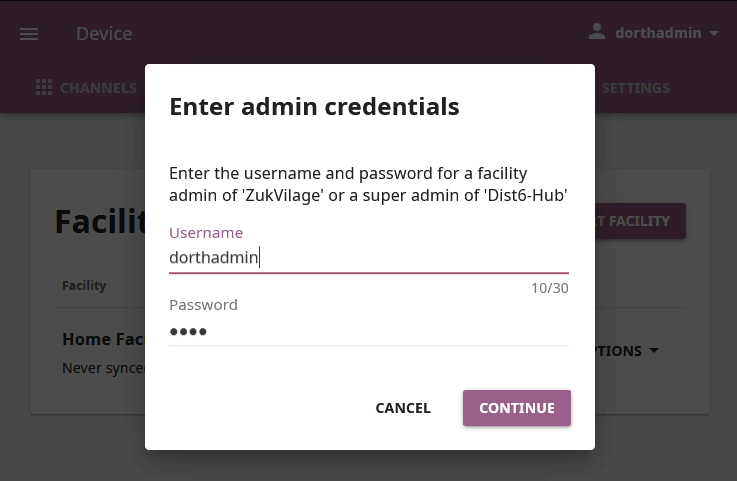 Device
dorthadmin
CHANNELS
SETTINGS
Enter admin credentials
Enter the username and password for a facility
admin of 'ZukVilage' or a super admin of 'Dist6-Hub'
Username
dorthadmin
10/30
Password
••••
CANCEL
CONTINUE
Facilit
T FACILITY
Facility
Home Fac
Never synce
PTIONS